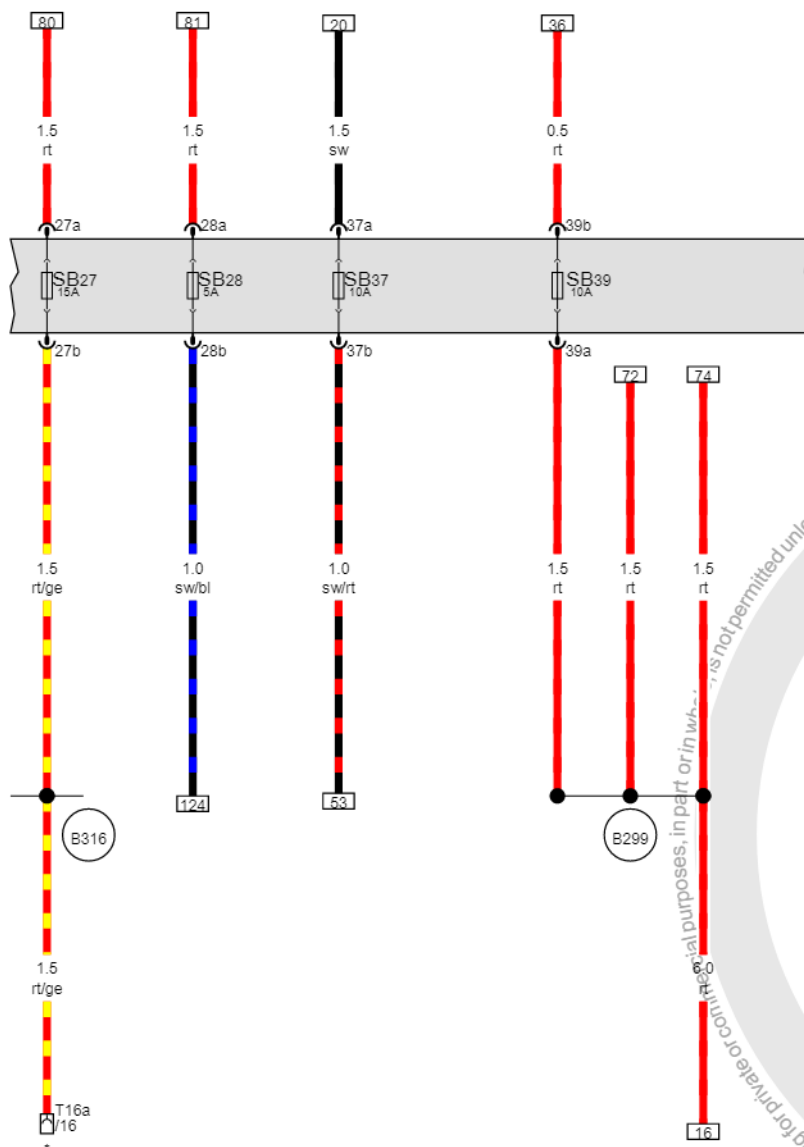 80 81 20 36
1.5 1.5 1.5 0.5
rt rt sw rt
27a 28a 37a 39b
SB27 SB28 SB37 SB39
15A 5A 10A 10A
27b 28b 37b 39a
72 74
1.5 1.0 1.0 1.5 1.5 1.5
rt/ge sw/bl sw/rt rt rt rt
124 53
B316 B299
1.5 6.0
rt/ge rt
T16a
/16
16
g for private or commercial purposes, in part or in whole, is not permitted unle